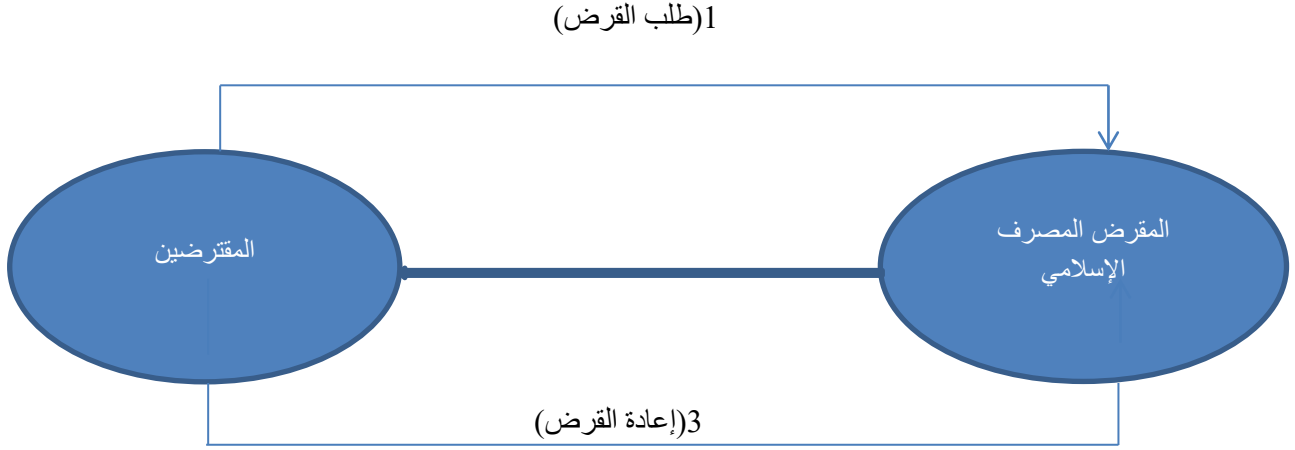 1(طلب القرض)
المقرض المصرف
الإسلامي
المقترضين
3(إعادة القرض)